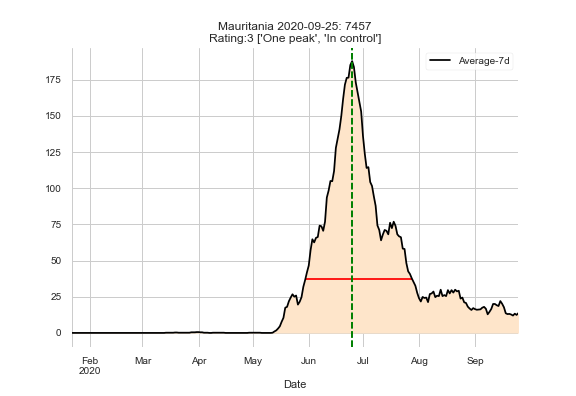 Mauritania 2020-09-25: 7457
Rating:3 ['One peak', 'In control']
Average-7d
175
150
125
100
75
50
25
0
Feb
2020
Mar
Apr
May
Jun
Jul
Aug
Sep
Date